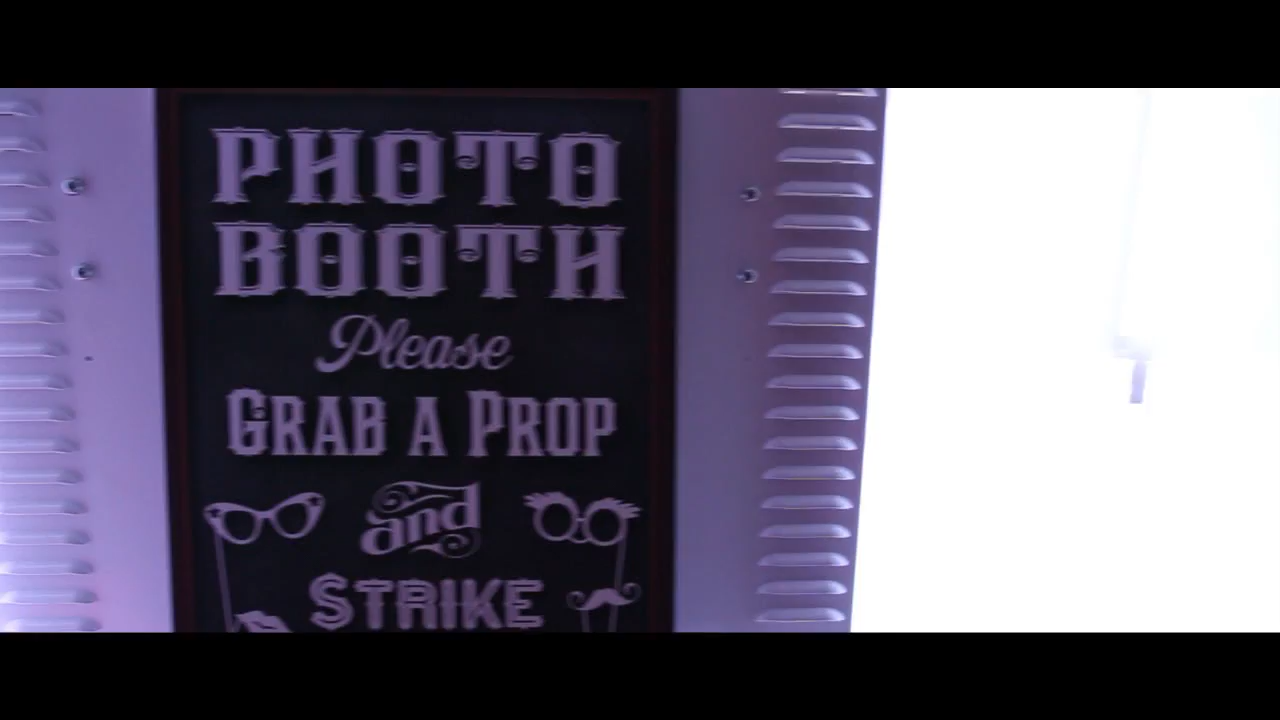 PHOTO
BOOTH
Please
GRAB A PROP
and
STRIKE